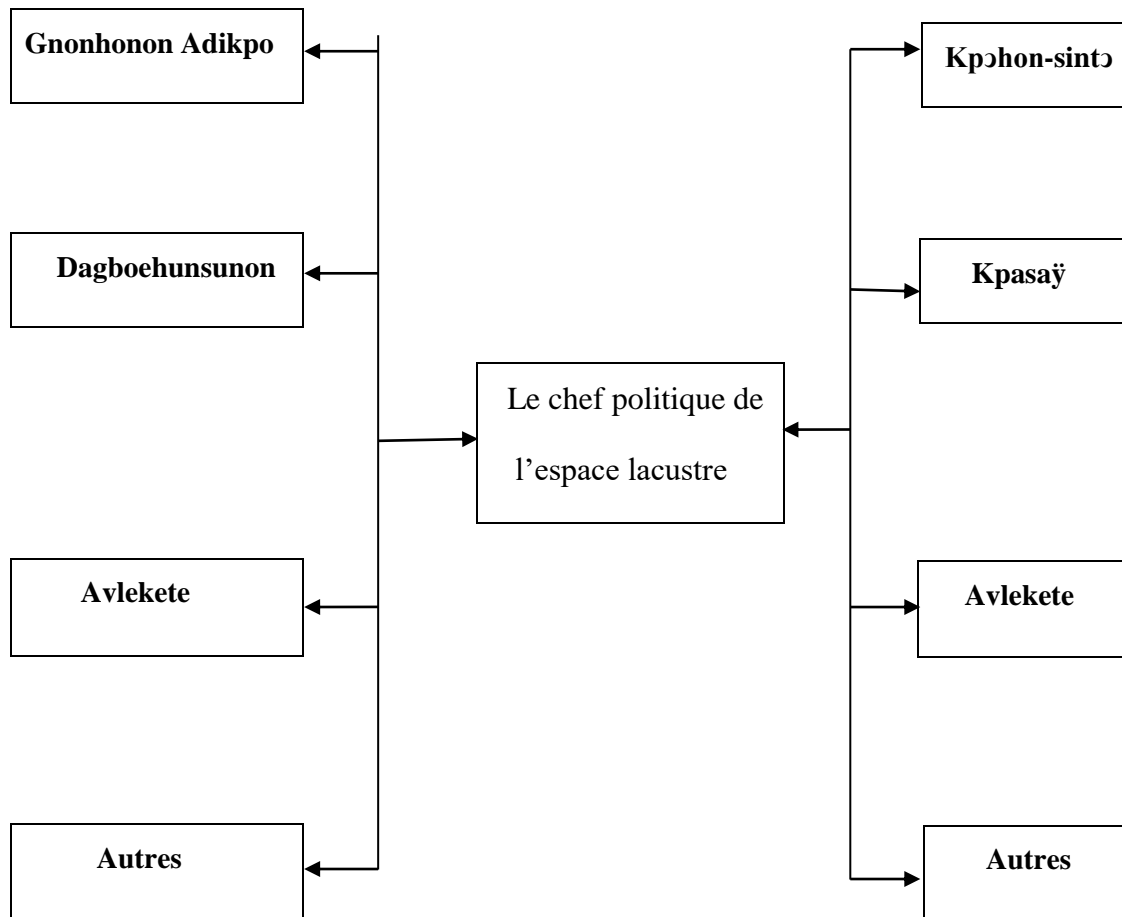 Gnonhonon Adikpo
Kpɔhon-sintɔ
Dagboehunsunon
Kpasaÿ
Le chef politique de
l’espace lacustre
Avlekete
Avlekete
Autres
Autres